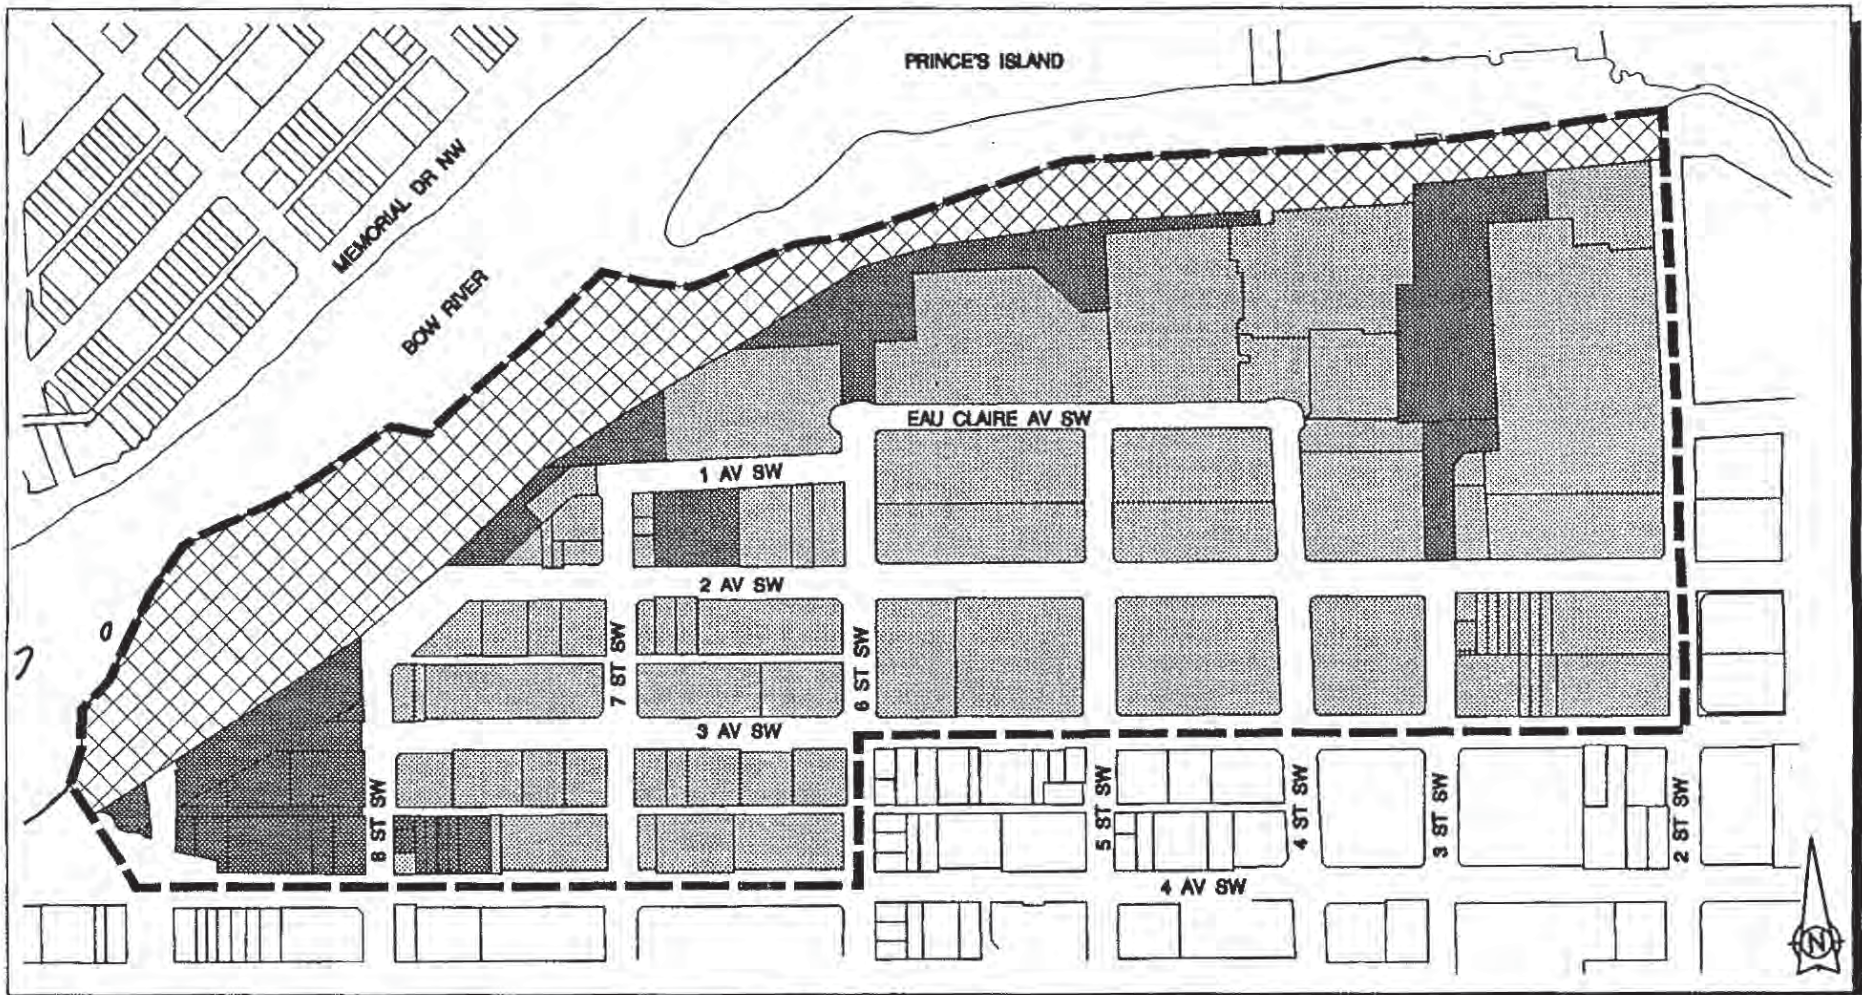 PRINCE'S ISLAND
MEMORIAL DR NW
BOW RIVER
EAU CLAIRE AV SW
1 AV SW
2 AV SW
7 ST SW
6 ST SW
3 AV SW
8 ST SW
5 ST SW
4 ST SW
3 ST SW
2 ST SW
4 AV SW
N